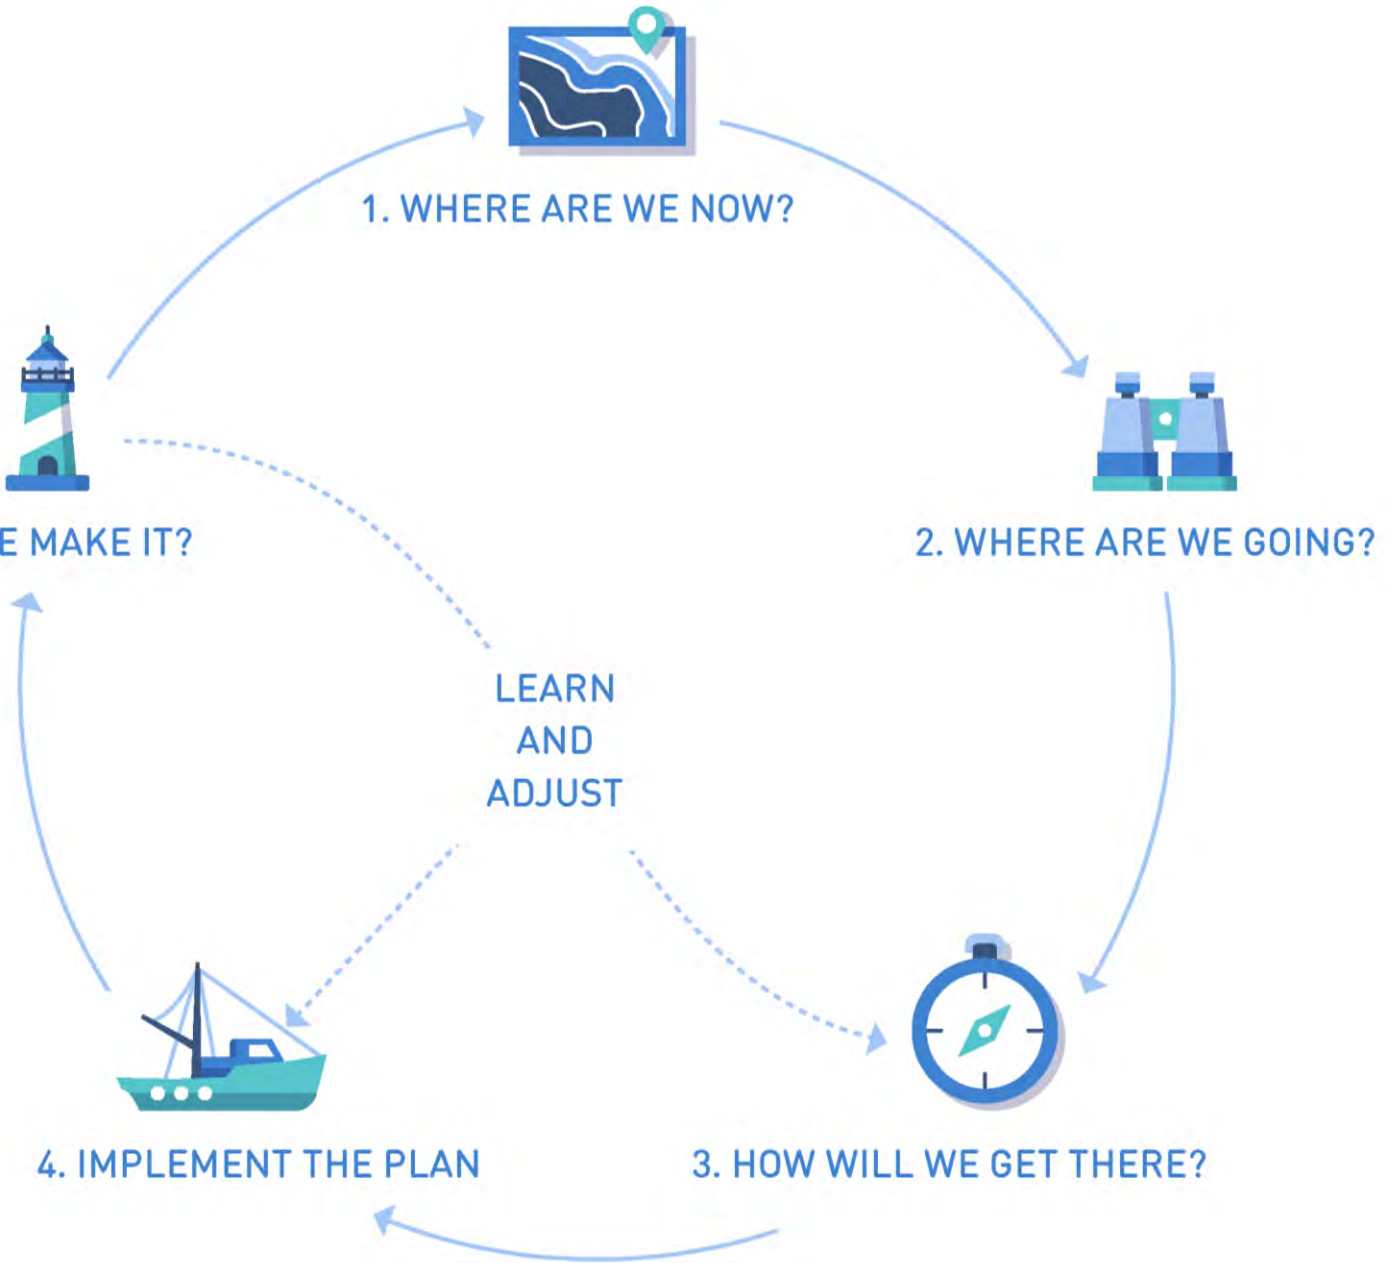 1. WHERE ARE WE NOW?
2. WHERE ARE WE GOING?
E MAKE IT?
LEARN
AND
ADJUST
4. IMPLEMENT THE PLAN
3. HOW WILL WE GET THERE?